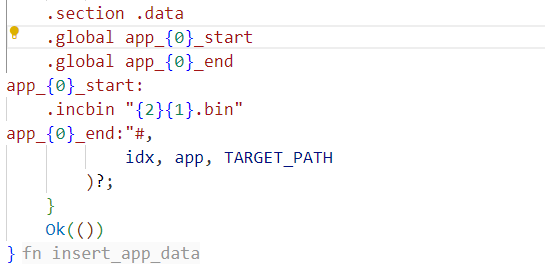 .section .data
    .global app_{0}_start
    .global app_{0}_end
app_{0}_start:
    .incbin "{2}{1}.bin"
app_{0}_end:"#,
            idx, app, TARGET_PATH
        )?;
    }
    Ok(())
} fn insert_app_data